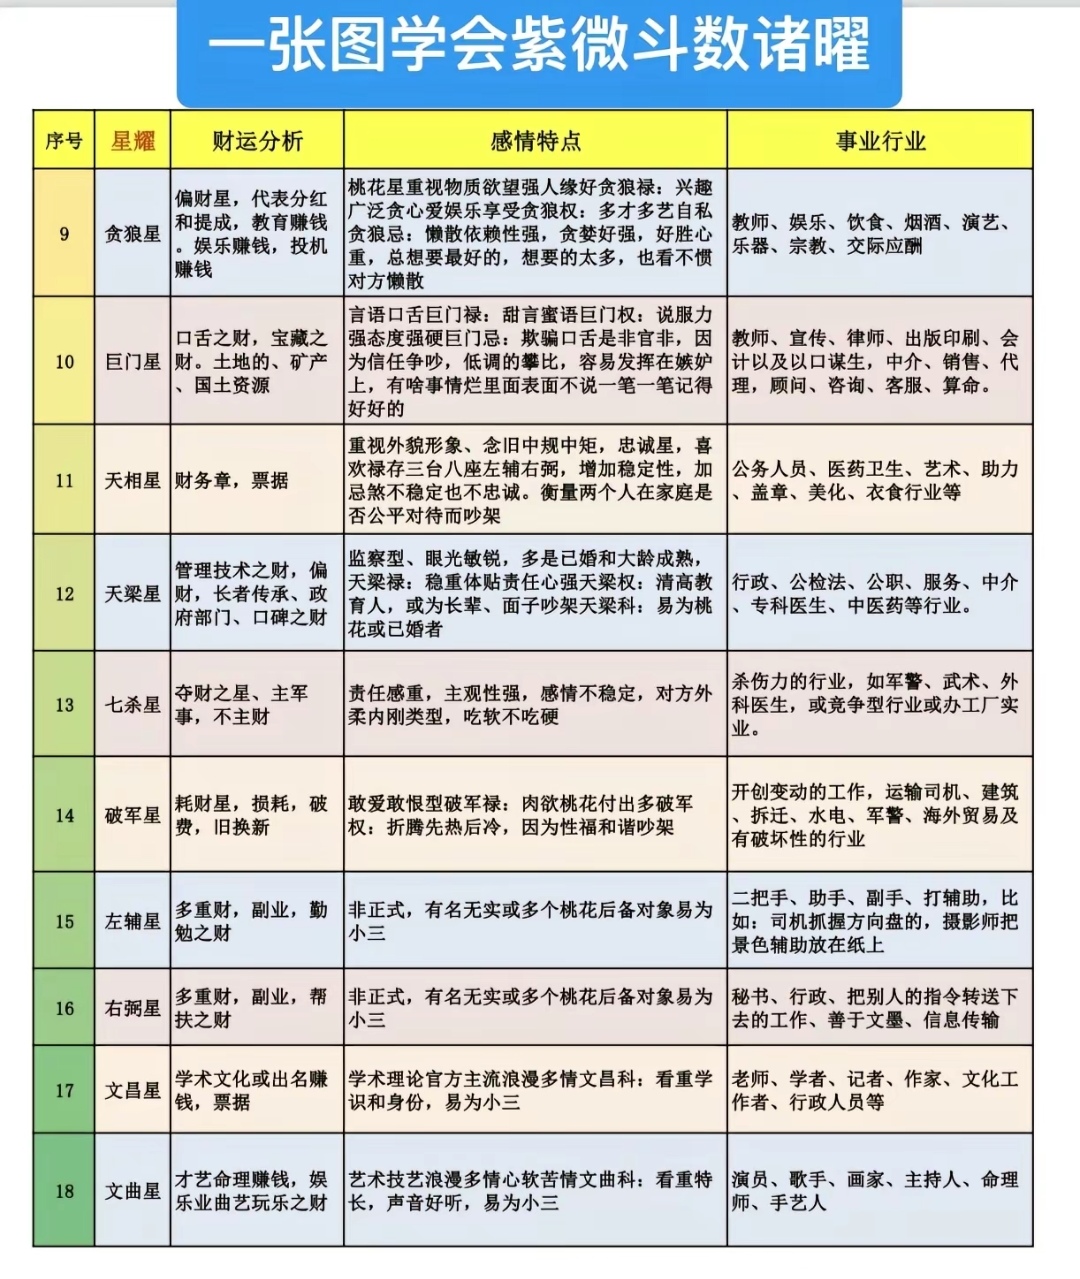 一张图学会紫微斗数诸曜
序号 星耀 财运分析 感情特点 事业行业
9
贪狼星
偏财星，代表分红
和提成，教育赚钱
。娱乐赚钱，投机
赚钱
桃花星重视物质欲望强人缘好贪狼禄：兴趣
广泛贪心爱娱乐享受贪狼权：多才多艺自私
贪狼忌：懒散依赖性强，贪婪好强，好胜心
重，总想要最好的，想要的太多，也看不惯
对方懒散
教师、娱乐、饮食、烟酒、演艺、
乐器、宗教、交际应酬
10
巨门星
口舌之财，宝藏之
财。土地的、矿产
、国土资源
言语口舌巨门禄：甜言蜜语巨门权：说服力
强态度强硬巨门忌：欺骗口舌是非官非，因
为信任争吵，低调的攀比，容易发挥在嫉妒
上，有啥事情烂里面表面不说一笔一笔记得
好好的
教师、宣传、律师、出版印刷、会
计以及以口谋生，中介、销售、代
理，顾问、咨询、客服、算命。
11
天相星
财务章，票据
重视外貌形象、念旧中规中矩，忠诚星，喜
欢禄存三台八座左辅右弼，增加稳定性，加
忌煞不稳定也不忠诚。衡量两个人在家庭是
否公平对待而吵架
公务人员、医药卫生、艺术、助力
、盖章、美化、衣食行业等
12
天梁星
管理技术之财，偏
财，长者传承、政
府部门、口碑之财
监察型、眼光敏锐，多是已婚和大龄成熟，
天梁禄：稳重体贴责任心强天梁权：清高教
育人，或为长辈、面子吵架天梁科：易为桃
花或已婚者
行政、公检法、公职、服务、中介
、专科医生、中医药等行业。
13
七杀星
夺财之星、主军
事，不主财
责任感重，主观性强，感情不稳定，对方外
柔内刚类型，吃软不吃硬
杀伤力的行业，如军警、武术、外
科医生，或竞争型行业或办工厂实
业。
14
破军星
耗财星，损耗，破
费，旧换新
敢爱敢恨型破军禄：肉欲桃花付出多破军
权：折腾先热后冷，因为性福和谐吵架
开创变动的工作，运输司机、建筑
、拆迁、水电、军警、海外贸易及
有破坏性的行业
15
左辅星
多重财，副业，勤
勉之财
非正式，有名无实或多个桃花后备对象易为
小三
二把手、助手、副手、打辅助，比
如：司机抓握方向盘的，摄影师把
景色辅助放在纸上
16
右弼星
多重财，副业，帮
扶之财
非正式，有名无实或多个桃花后备对象易为
小三
秘书、行政、把别人的指令转送下
去的工作、善于文墨、信息传输
17
文昌星
学术文化或出名赚
钱，票据
学术理论官方主流浪漫多情文昌科：看重学
识和身份，易为小三
老师、学者、记者、作家、文化工
作者、行政人员等
18
文曲星
才艺命理赚钱，娱
乐业曲艺玩乐之财
艺术技艺浪漫多情心软苦情文曲科：看重特
长，声音好听，易为小三
演员、歌手、画家、主持人、命理
师、手艺人